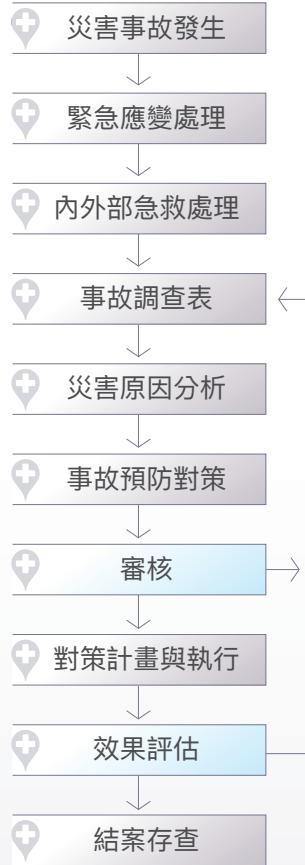 災害事故發生
緊急應變處理
內外部急救處理
事故調查表
災害原因分析
事故預防對策
審核
對策計畫與執行
效果評估
結案存查